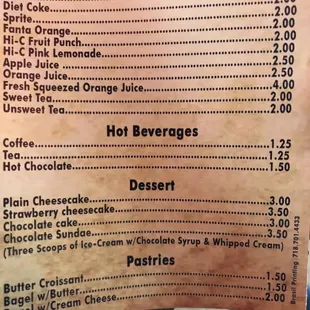 Diet Coke 2.00
Sprite 2.00
Fanta Orange 2.00
Hi-C Fruit Punch 2.00
Hi-C Pink Lemonade 2.00
Apple Juice 2.50
Orange Juice 2.50
Fresh Squeezed Orange Juice 4.00
Sweet Tea 2.00
Unsweet Tea 2.00
Hot Beverages
Coffee 1.25
Tea 1.25
Hot Chocolate 1.50
Dessert
Plain Cheesecake 3.00
Strawberry cheesecake 3.50
Chocolate cake 3.00
Chocolate Sundae 3.50
(Three Scoops of Ice-Cream w/Chocolate Syrup & Whipped Cream)
Pastries
Butter Croissant 1.50
Bagel w/Butter 1.50
Bagel w/Cream Cheese 2.00
Brasil Printing 718.701.4433